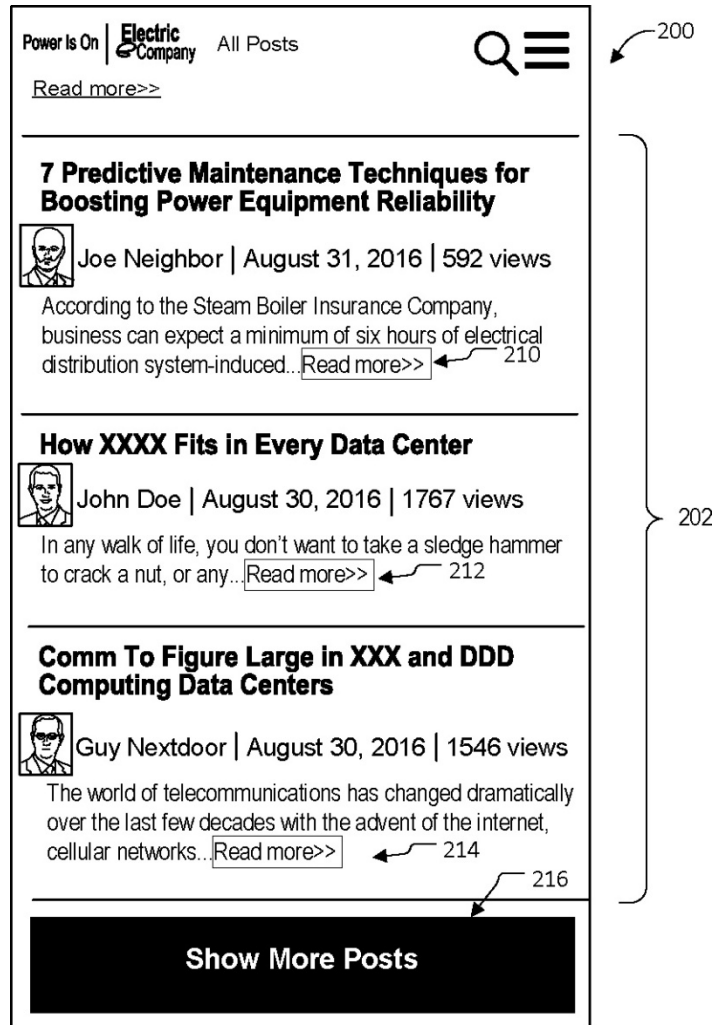 Power Is On | Electric Company All Posts
200
Read more>>
7 Predictive Maintenance Techniques for
Boosting Power Equipment Reliability
Joe Neighbor | August 31, 2016 | 592 views
According to the Steam Boiler Insurance Company,
business can expect a minimum of six hours of electrical
distribution system-induced...Read more>> 210
How XXXX Fits in Every Data Center
John Doe | August 30, 2016 | 1767 views
202
In any walk of life, you don't want to take a sledge hammer
to crack a nut, or any...Read more>> 212
Comm To Figure Large in XXX and DDD
Computing Data Centers
Guy Nextdoor | August 30, 2016 | 1546 views
The world of telecommunications has changed dramatically
over the last few decades with the advent of the internet,
cellular networks...Read more>> 214
216
Show More Posts